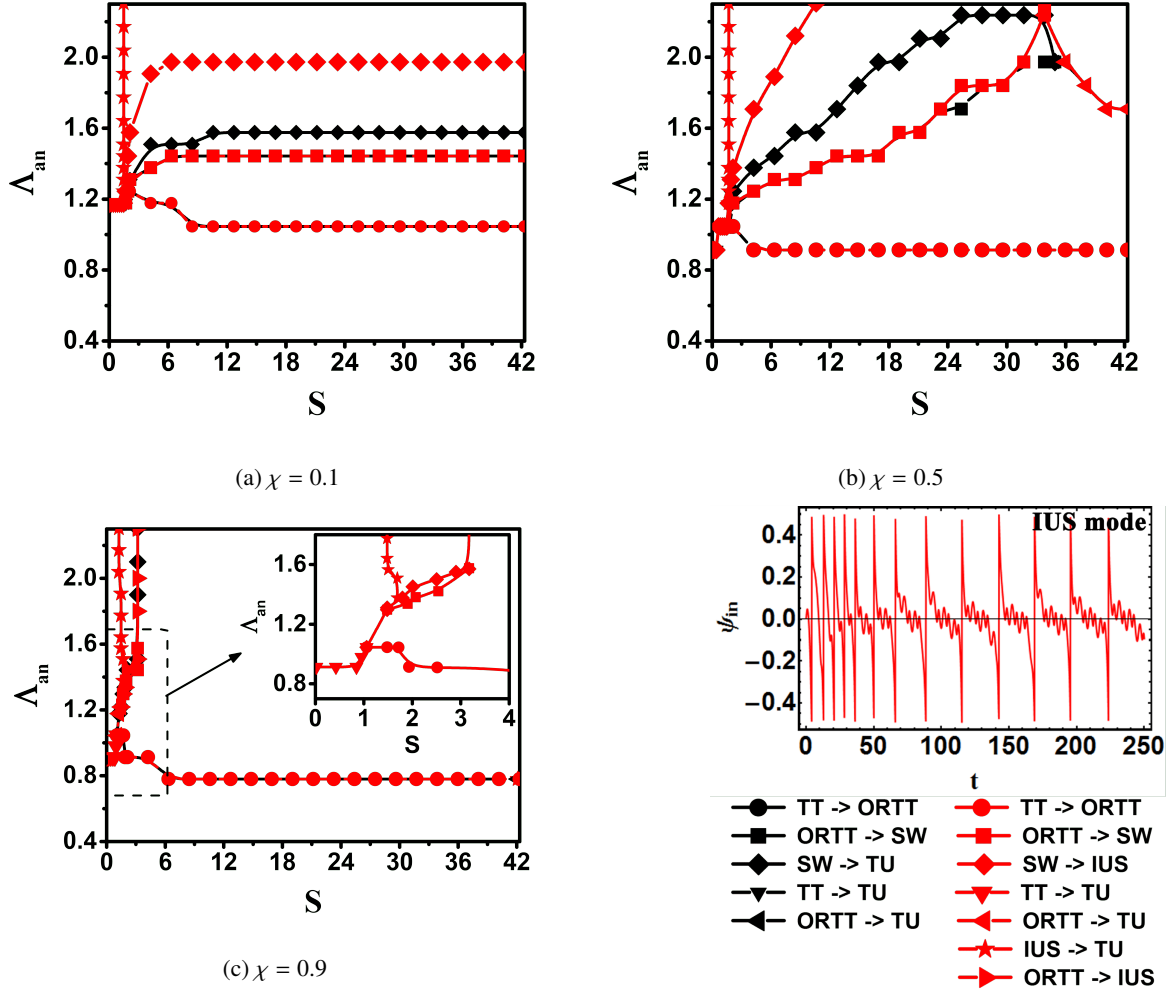 2.0
1.6
1.2
0.8
0.4
Λan
0 6 12 18 24 30 36 42
S
(a) χ = 0.1
2.0
1.6
1.2
0.8
0.4
Λan
0 6 12 18 24 30 36 42
S
(b) χ = 0.5
2.0
1.6
1.2
0.8
0.4
Λan
0 6 12 18 24 30 36 42
S
1.6
1.2
0.8
Λan
0 1 2 3 4
S
(c) χ = 0.9
IUS mode
0.4
0.2
0.0
−0.2
−0.4
ψin
0 50 100 150 200 250
t
TT -> ORTT
ORTT -> SW
SW -> TU
TT -> TU
ORTT -> TU
TT -> ORTT
ORTT -> SW
SW -> IUS
TT -> TU
ORTT -> TU
IUS -> TU
ORTT -> IUS